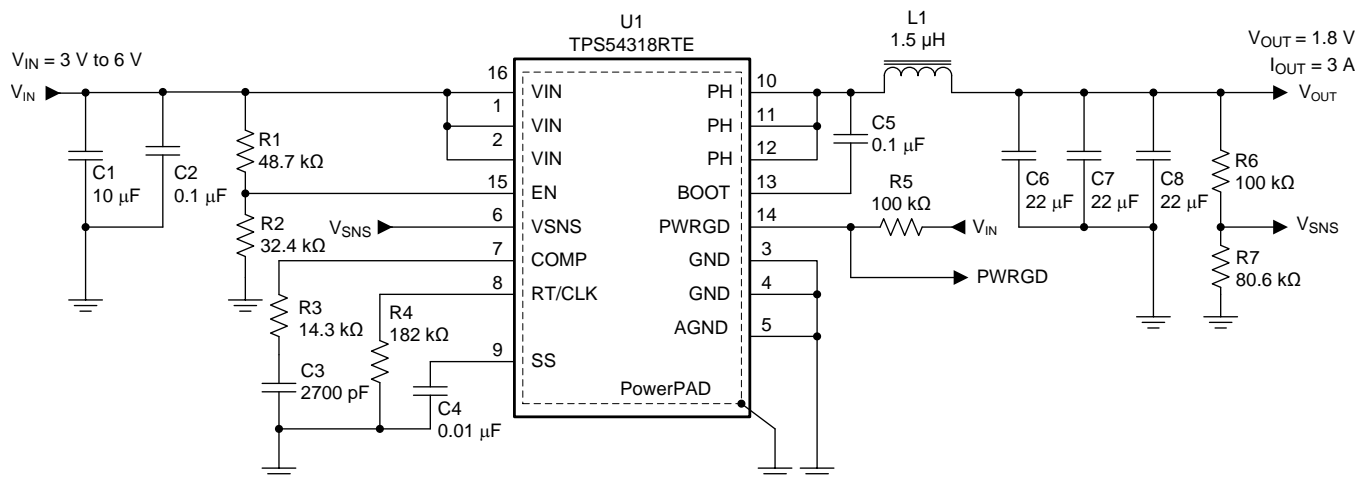 U1
TPS54318RTE
L1
1.5 µH
V_IN = 3 V to 6 V
V_IN
V_OUT = 1.8 V
I_OUT = 3 A
V_OUT
16
VIN
1
VIN
2
VIN
15
EN
6
VSNS
7
COMP
8
RT/CLK
9
SS
PowerPAD
10
PH
11
PH
12
PH
13
BOOT
14
PWRGD
3
GND
4
GND
5
AGND
C1
10 µF
C2
0.1 µF
R1
48.7 kΩ
R2
32.4 kΩ
V_SNS
R3
14.3 kΩ
C3
2700 pF
R4
182 kΩ
C4
0.01 µF
C5
0.1 µF
R5
100 kΩ
V_IN
PWRGD
C6
22 µF
C7
22 µF
C8
22 µF
R6
100 kΩ
V_SNS
R7
80.6 kΩ